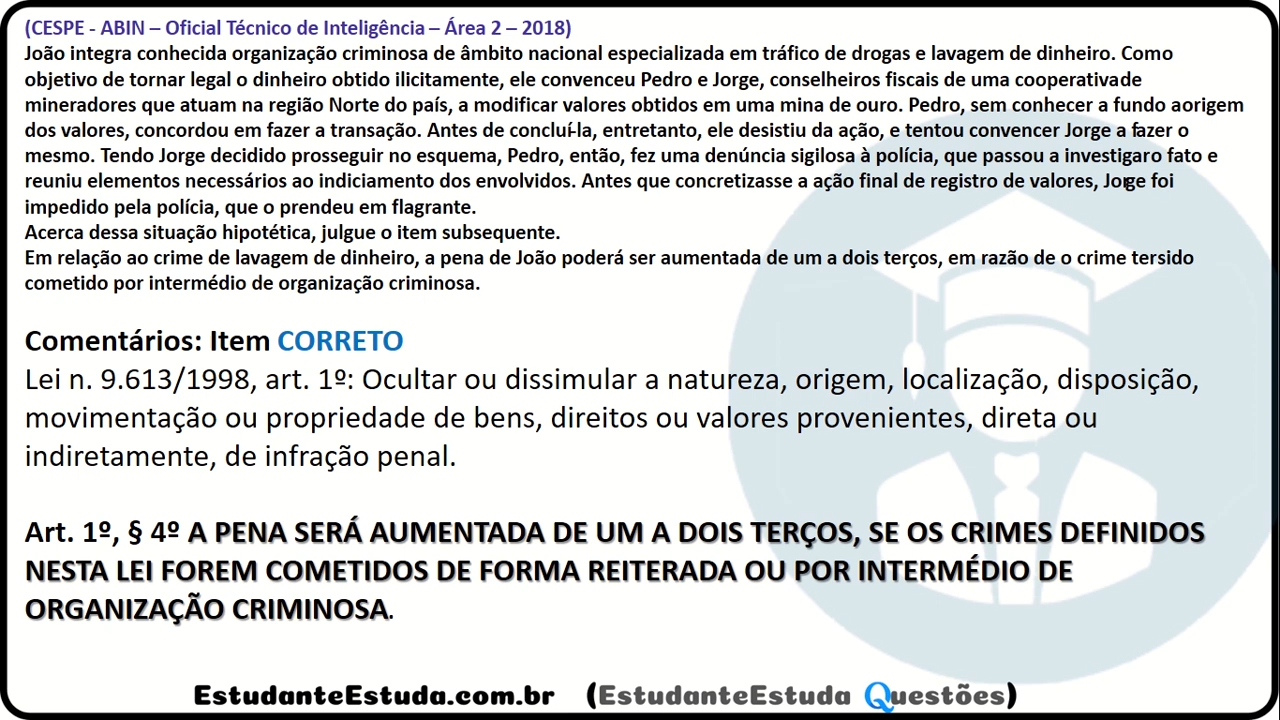 (CESPE - ABIN – Oficial Técnico de Inteligência – Área 2 – 2018)
João integra conhecida organização criminosa de âmbito nacional especializada em tráfico de drogas e lavagem de dinheiro. Como
objetivo de tornar legal o dinheiro obtido ilicitamente, ele convenceu Pedro e Jorge, conselheiros fiscais de uma cooperativa de
mineradores que atuam na região Norte do país, a modificar valores obtidos em uma mina de ouro. Pedro, sem conhecer a fundo a origem
dos valores, concordou em fazer a transação. Antes de concluí-la, entretanto, ele desistiu da ação, e tentou convencer Jorge a fazer o
mesmo. Tendo Jorge decidido prosseguir no esquema, Pedro, então, fez uma denúncia sigilosa à polícia, que passou a investigar o fato e
reuniu elementos necessários ao indiciamento dos envolvidos. Antes que concretizasse a ação final de registro de valores, Jorge foi
impedido pela polícia, que o prendeu em flagrante.
Acerca dessa situação hipotética, julgue o item subsequente.
Em relação ao crime de lavagem de dinheiro, a pena de João poderá ser aumentada de um a dois terços, em razão de o crime ter sido
cometido por intermédio de organização criminosa.
Comentários: Item CORRETO
Lei n. 9.613/1998, art. 1º: Ocultar ou dissimular a natureza, origem, localização, disposição,
movimentação ou propriedade de bens, direitos ou valores provenientes, direta ou
indiretamente, de infração penal.
Art. 1º, § 4º A PENA SERÁ AUMENTADA DE UM A DOIS TERÇOS, SE OS CRIMES DEFINIDOS
NESTA LEI FOREM COMETIDOS DE FORMA REITERADA OU POR INTERMÉDIO DE
ORGANIZAÇÃO CRIMINOSA.
EstudanteEstuda.com.br (EstudanteEstuda Questões)